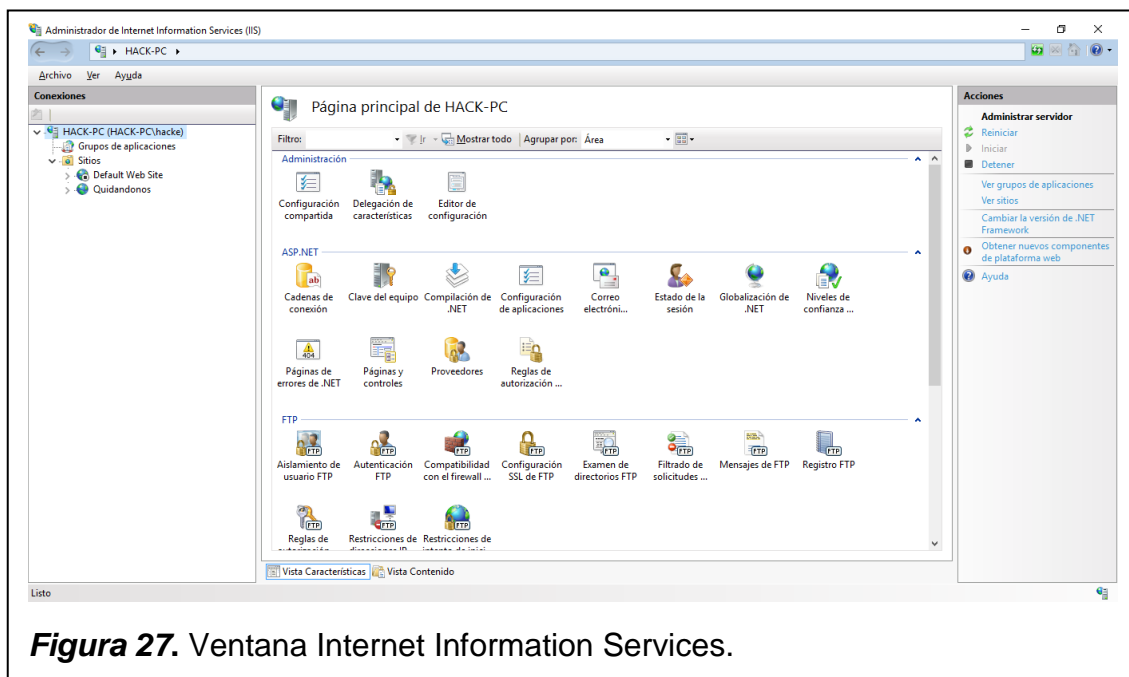 Administrador de Internet Information Services (IIS)
HACK-PC
Archivo Ver Ayuda
Conexiones
HACK-PC (HACK-PC\hacke)
Grupos de aplicaciones
Sitios
Default Web Site
Quidandonos
Página principal de HACK-PC
Filtro: Ir Mostrar todo Agrupar por: Área
Administración
Configuración compartida
Delegación de características
Editor de configuración
ASP.NET
Cadenas de conexión
Clave del equipo
Compilación de .NET
Configuración de aplicaciones
Correo electróni...
Estado de la sesión
Globalización de .NET
Niveles de confianza ...
Páginas de errores de .NET
Páginas y controles
Proveedores
Reglas de autorización ...
FTP
Aislamiento de usuario FTP
Autenticación FTP
Compatibilidad con el firewall ...
Configuración SSL de FTP
Examen de directorios FTP
Filtrado de solicitudes ...
Mensajes de FTP
Registro FTP
Reglas de
Restricciones de
Restricciones de
Vista Características Vista Contenido
Acciones
Administrar servidor
Reiniciar
Iniciar
Detener
Ver grupos de aplicaciones
Ver sitios
Cambiar la versión de .NET
Framework
Obtener nuevos componentes
de plataforma web
Ayuda
Listo
Figura 27. Ventana Internet Information Services.